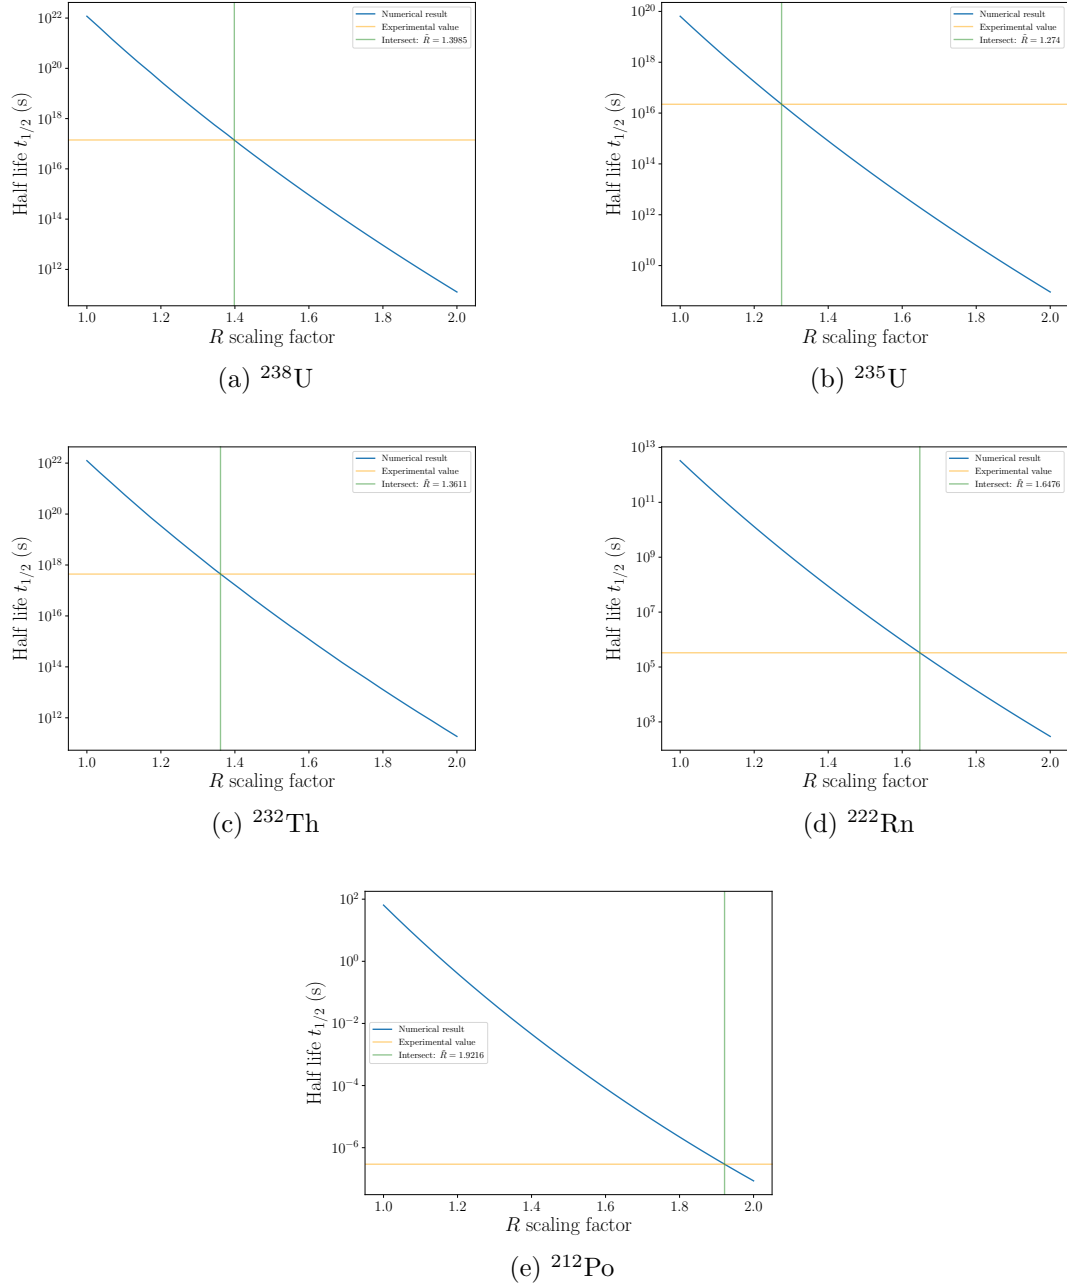 10^22
10^20
10^18
10^16
10^14
10^12
Half life t_{1/2} (s)
Numerical result
Experimental value
Intersect: R̃ = 1.3985
1.0 1.2 1.4 1.6 1.8 2.0
R scaling factor
(a) ^238U
10^20
10^18
10^16
10^14
10^12
10^10
Half life t_{1/2} (s)
Numerical result
Experimental value
Intersect: R̃ = 1.274
1.0 1.2 1.4 1.6 1.8 2.0
R scaling factor
(b) ^235U
10^22
10^20
10^18
10^16
10^14
10^12
Half life t_{1/2} (s)
Numerical result
Experimental value
Intersect: R̃ = 1.3611
1.0 1.2 1.4 1.6 1.8 2.0
R scaling factor
(c) ^232Th
10^13
10^11
10^9
10^7
10^5
10^3
Half life t_{1/2} (s)
Numerical result
Experimental value
Intersect: R̃ = 1.6476
1.0 1.2 1.4 1.6 1.8 2.0
R scaling factor
(d) ^222Rn
10^2
10^0
10^−2
10^−4
10^−6
Half life t_{1/2} (s)
Numerical result
Experimental value
Intersect: R̃ = 1.9216
1.0 1.2 1.4 1.6 1.8 2.0
R scaling factor
(e) ^212Po